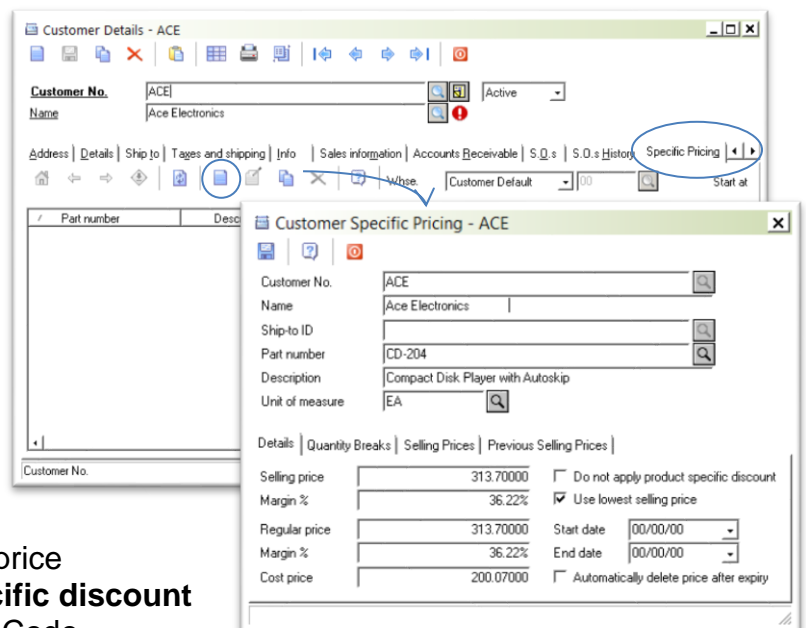 Customer Details - ACE
Customer No. ACE Active
Name Ace Electronics
Address Details Ship to Taxes and shipping Info Sales information Accounts Receivable S.O.s S.O.s History Specific Pricing
Whse. Customer Default 00 Start at
/ Part number
Customer No.
Customer Specific Pricing - ACE
Customer No. ACE
Name Ace Electronics
Ship-to ID
Part number CD-204
Description Compact Disk Player with Autoskip
Unit of measure EA
Details Quantity Breaks Selling Prices Previous Selling Prices
Selling price 313.70000 Do not apply product specific discount
Margin % 36.22% Use lowest selling price
Regular price 313.70000 Start date 00/00/00
Margin % 36.22% End date 00/00/00
Cost price 200.07000 Automatically delete price after expiry
price
cific discount
Code